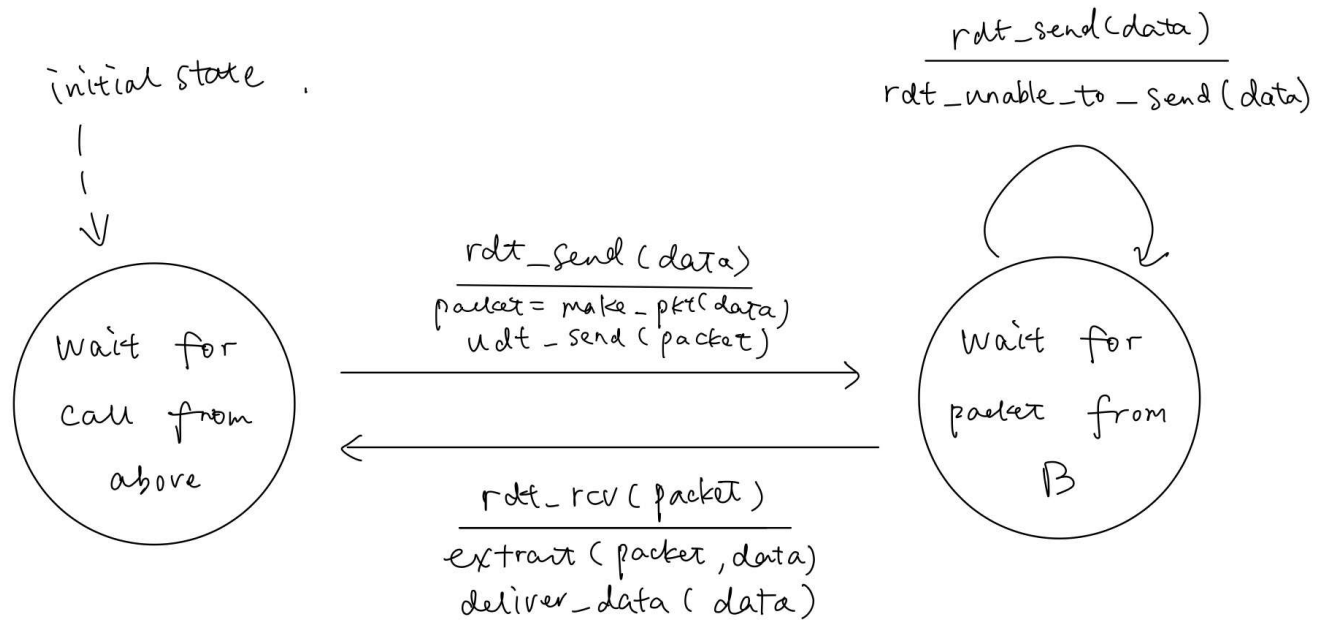 initial state .
rdt_send(data)
rdt_unable_to_send(data)
rdt_send(data)
packet = make_pkt(data)
udt_send(packet)
wait for
call from
above
wait for
packet from
B
rdt_rcv(packet)
extract(packet, data)
deliver_data(data)